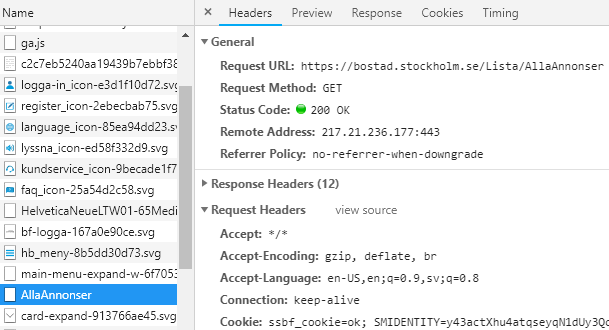 Name
ga.js
c2c7eb5240aa19439b7ebbf38
logga-in_icon-e3d1f10d72.svg
register_icon-2ebecbab75.svg
language_icon-85ea94dd23.svg
lyssna_icon-ed58f332d9.svg
kundservice_icon-9becade1f7
faq_icon-25a54d2c58.svg
HelveticaNeueLTW01-65Medi
bf-logga-167a0e90ce.svg
hb_meny-8b5dd30d73.svg
main-menu-expand-w-6f7053
AllaAnnonser
card-expand-913766ae45.svg
× Headers Preview Response Cookies Timing
▼ General
Request URL: https://bostad.stockholm.se/Lista/AllaAnnonser
Request Method: GET
Status Code: 200 OK
Remote Address: 217.21.236.177:443
Referrer Policy: no-referrer-when-downgrade
▶ Response Headers (12)
▼ Request Headers view source
Accept: */*
Accept-Encoding: gzip, deflate, br
Accept-Language: en-US,en;q=0.9,sv;q=0.8
Connection: keep-alive
Cookie: ssbf_cookie=ok; SMIDENTITY=y43actXhu4atqseyqN1dUy3Qc